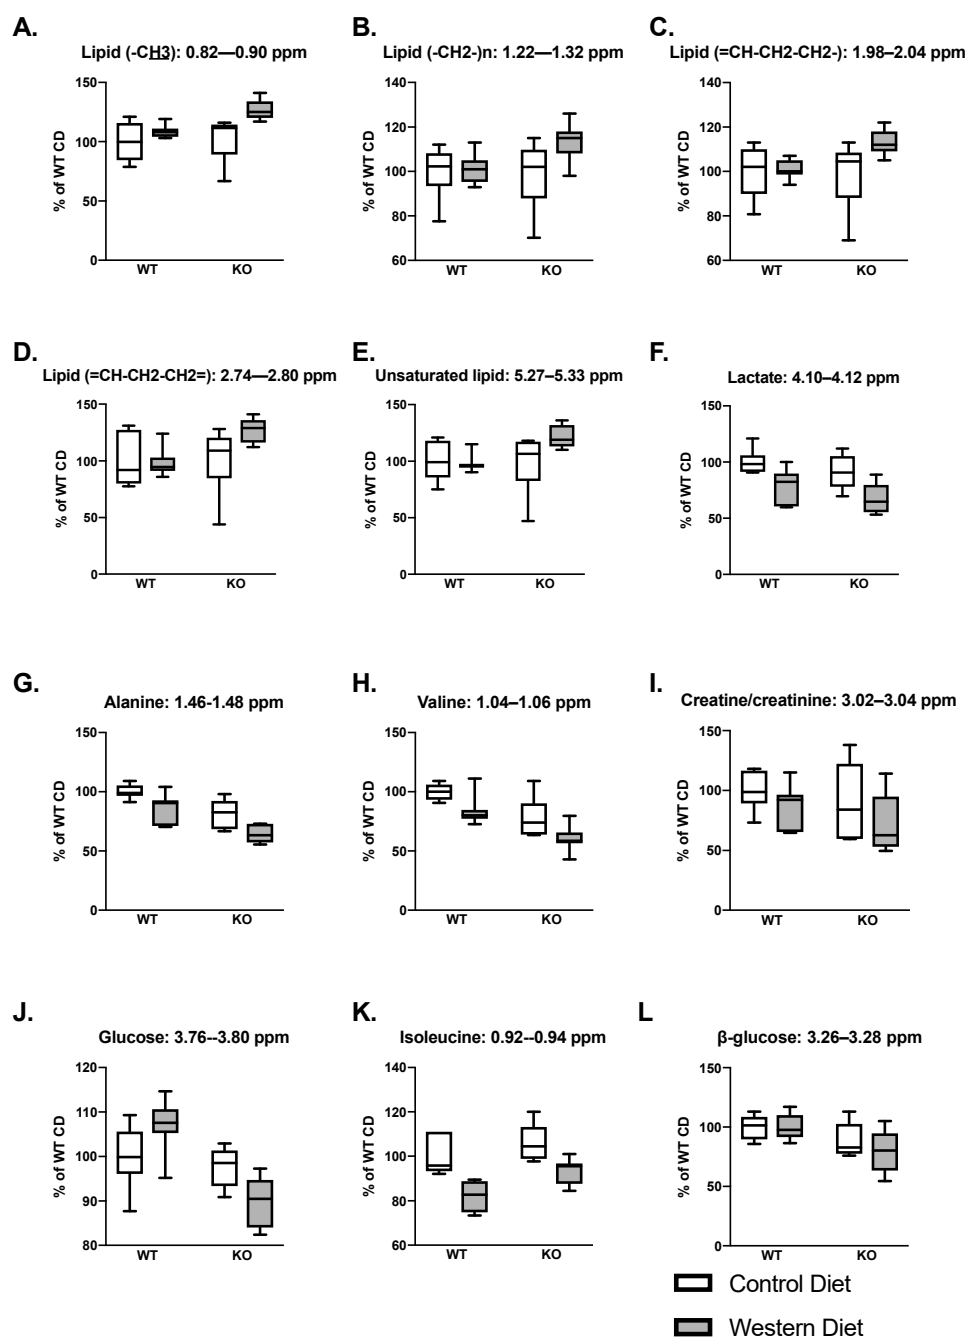 A.
Lipid (-CH3): 0.82—0.90 ppm
% of WT CD
150
100
50
0
WT KO
B.
Lipid (-CH2-)n: 1.22—1.32 ppm
% of WT CD
140
120
100
80
60
WT KO
C.
Lipid (=CH-CH2-CH2-): 1.98–2.04 ppm
% of WT CD
140
120
100
80
60
WT KO
D.
Lipid (=CH-CH2-CH2=): 2.74—2.80 ppm
% of WT CD
150
100
50
0
WT KO
E.
Unsaturated lipid: 5.27–5.33 ppm
% of WT CD
150
100
50
0
WT KO
F.
Lactate: 4.10–4.12 ppm
% of WT CD
150
100
50
0
WT KO
G.
Alanine: 1.46-1.48 ppm
% of WT CD
150
100
50
0
WT KO
H.
Valine: 1.04–1.06 ppm
% of WT CD
150
100
50
0
WT KO
I.
Creatine/creatinine: 3.02–3.04 ppm
% of WT CD
150
100
50
0
WT KO
J.
Glucose: 3.76--3.80 ppm
% of WT CD
120
110
100
90
80
WT KO
K.
Isoleucine: 0.92--0.94 ppm
% of WT CD
140
120
100
80
60
WT KO
L
β-glucose: 3.26–3.28 ppm
% of WT CD
150
100
50
0
WT KO
Control Diet
Western Diet